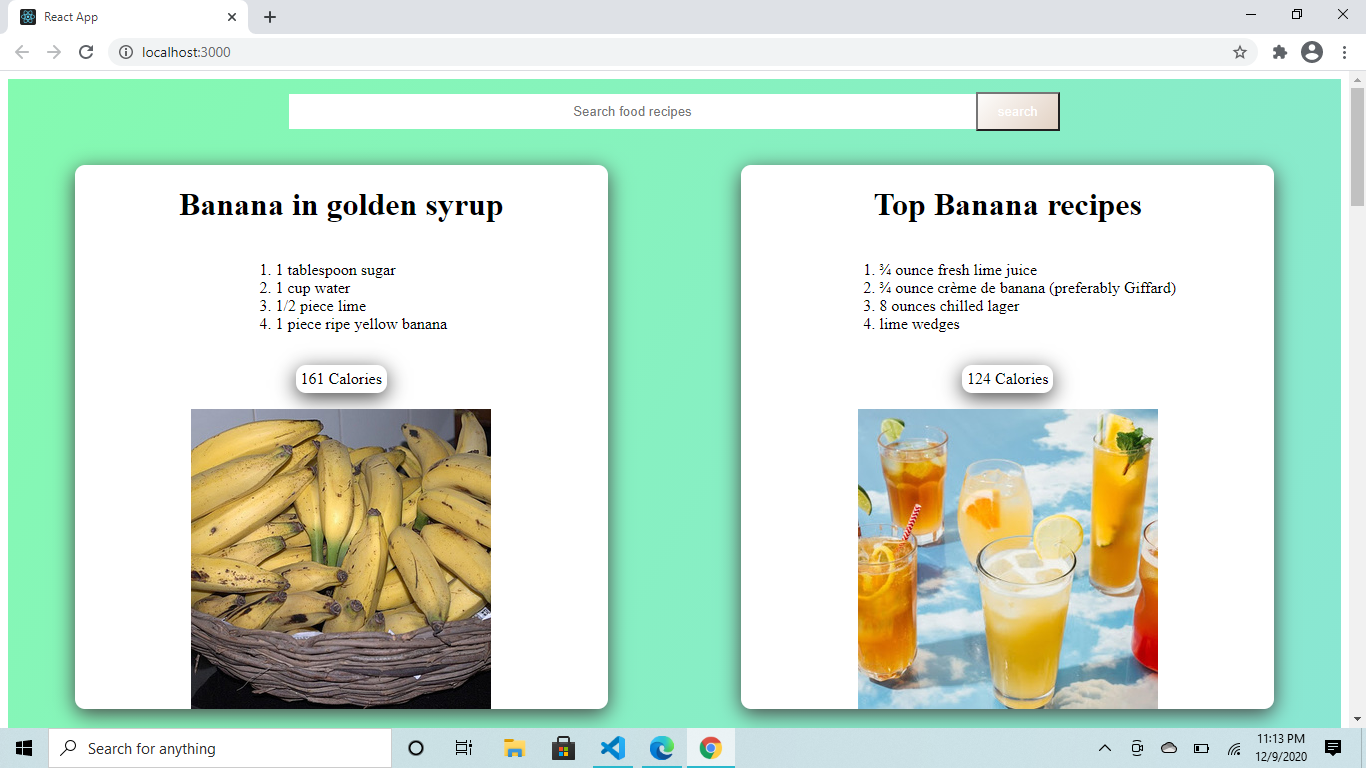 React App
localhost:3000
Search food recipes
search
Banana in golden syrup
1. 1 tablespoon sugar
2. 1 cup water
3. 1/2 piece lime
4. 1 piece ripe yellow banana
161 Calories
Top Banana recipes
1. ¾ ounce fresh lime juice
2. ¾ ounce crème de banana (preferably Giffard)
3. 8 ounces chilled lager
4. lime wedges
124 Calories
Search for anything
11:13 PM
12/9/2020